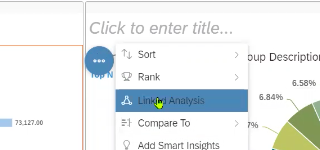 Click to enter title...
Sort
oup Description
Top N
Rank
6.58%
Linked Analysis
6.84%
73,127.00
Compare To
7%
Add Smart Insights